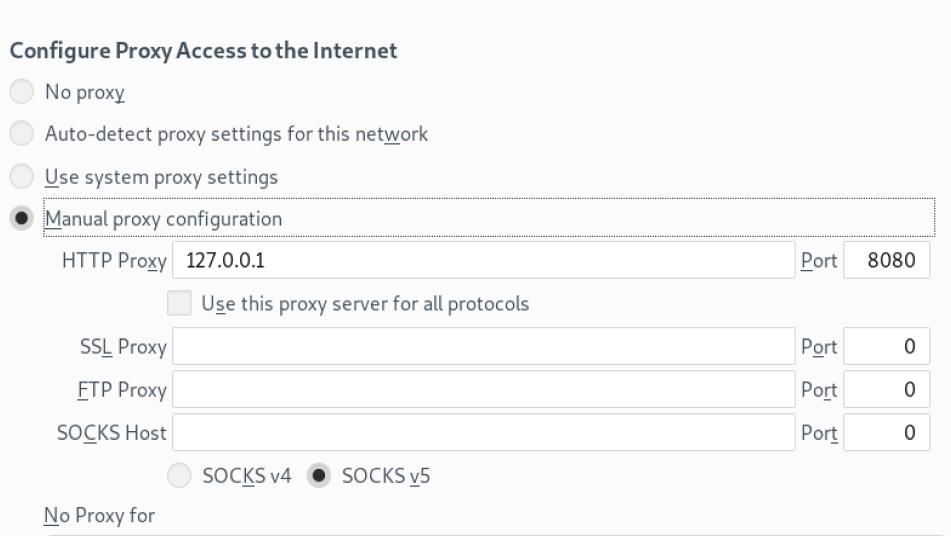 Configure Proxy Access to the Internet
No proxy
Auto-detect proxy settings for this network
Use system proxy settings
Manual proxy configuration
HTTP Proxy 127.0.0.1 Port 8080
Use this proxy server for all protocols
SSL Proxy Port 0
FTP Proxy Port 0
SOCKS Host Port 0
SOCKS v4 SOCKS v5
No Proxy for